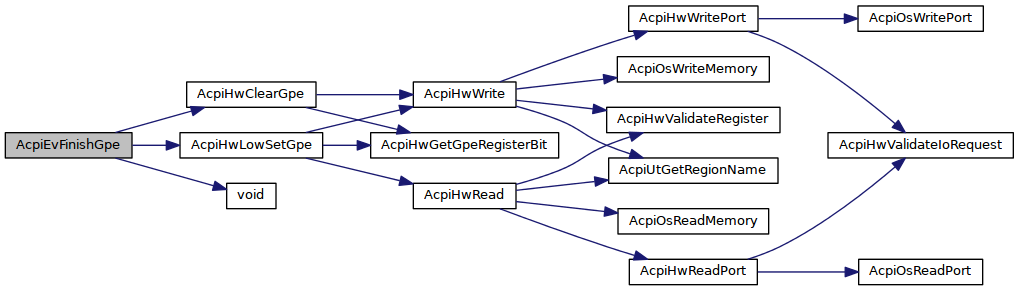 AcpiEvFinishGpe
AcpiHwClearGpe
AcpiHwLowSetGpe
void
AcpiHwWrite
AcpiHwGetGpeRegisterBit
AcpiHwRead
AcpiHwWritePort
AcpiOsWriteMemory
AcpiHwValidateRegister
AcpiUtGetRegionName
AcpiOsReadMemory
AcpiHwReadPort
AcpiOsWritePort
AcpiHwValidateIoRequest
AcpiOsReadPort